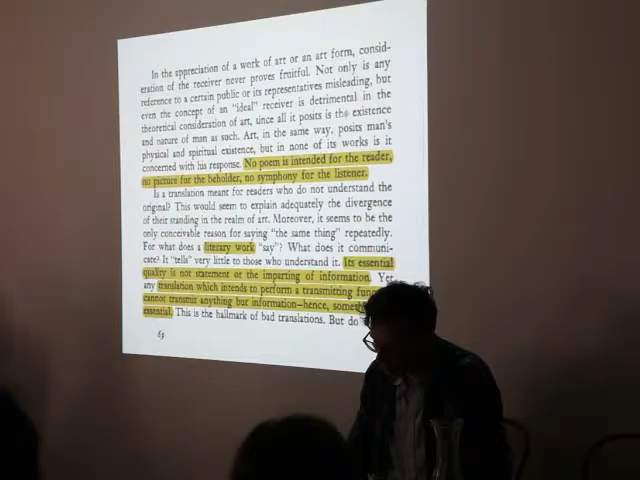 In the appreciation of a work of art or an art form, consid-
eration of the receiver never proves fruitful. Not only is any
reference to a certain public or its representatives misleading, but
even the concept of an "ideal" receiver is detrimental in the
theoretical consideration of art, since all it posits is the existence
and nature of man as such. Art, in the same way, posits man's
physical and spiritual existence, but in none of its works is it
concerned with his response. No poem is intended for the reader,
no picture for the beholder, no symphony for the listener.
Is a translation meant for readers who do not understand the
original? This would seem to explain adequately the divergence
of their standing in the realm of art. Moreover, it seems to be the
only conceivable reason for saying "the same thing" repeatedly.
For what does a literary work "say"? What does it communi-
cate? It "tells" very little to those who understand it. Its essential
quality is not statement or the imparting of information. Yet
any translation which intends to perform a transmitting func
cannot transmit anything but information—hence, someth
essential. This is the hallmark of bad translations. But do
69